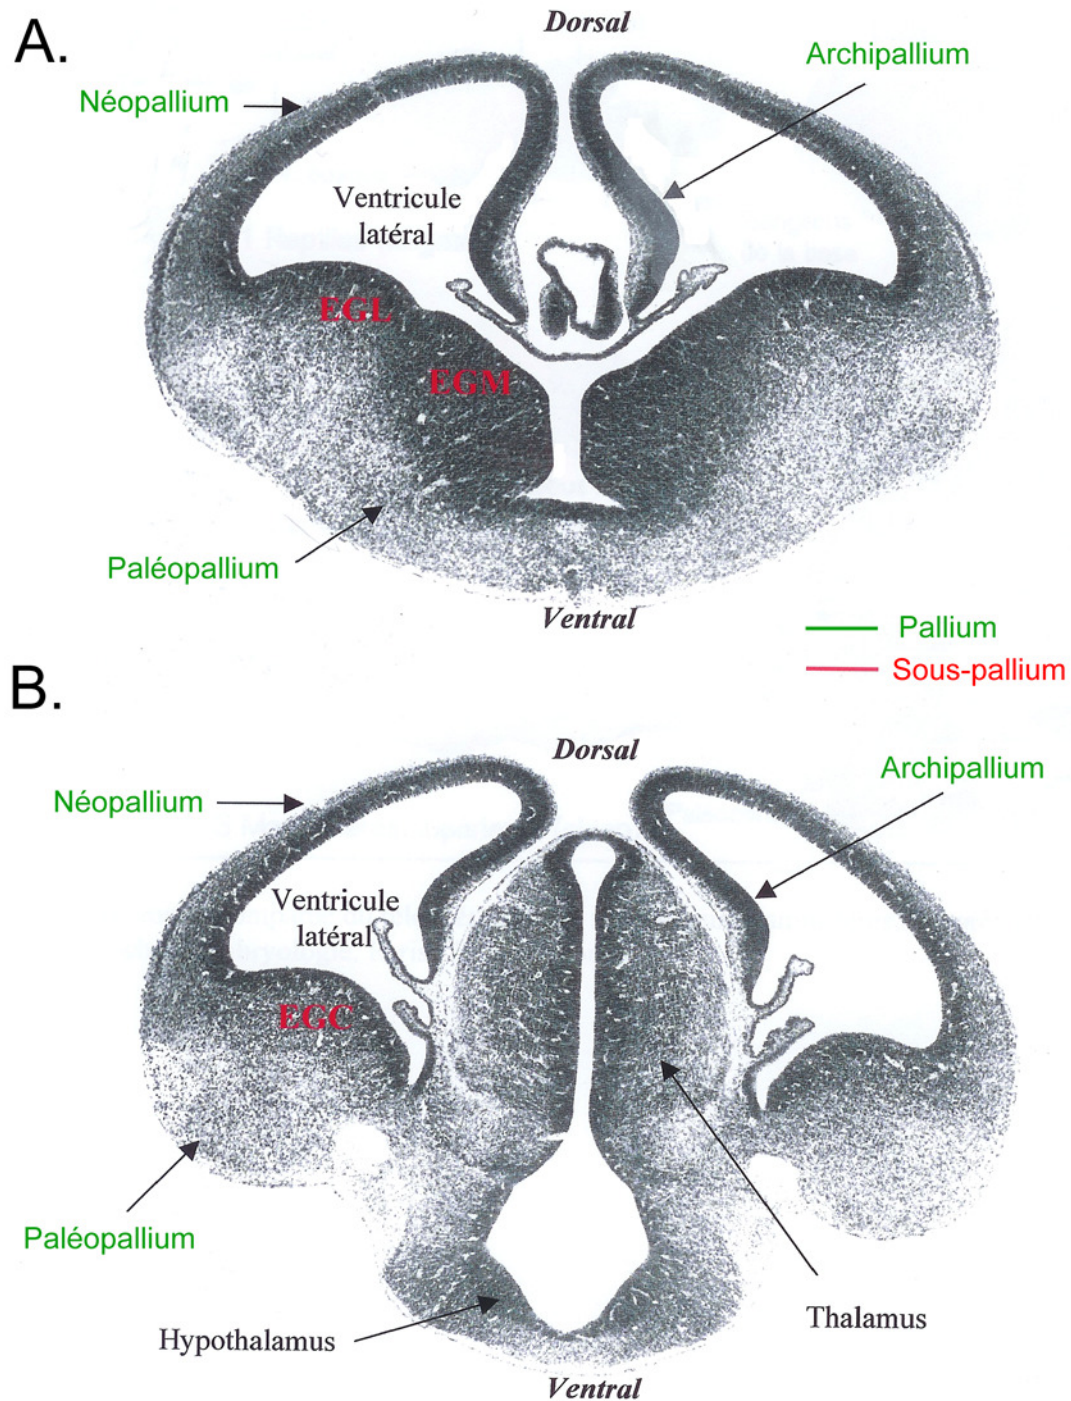 A.
Dorsal
Archipallium
Néopallium
Ventricule
latéral
EGL
EGM
Paléopallium
Ventral
Pallium
Sous-pallium
B.
Dorsal
Archipallium
Néopallium
Ventricule
latéral
EGC
Paléopallium
Thalamus
Hypothalamus
Ventral